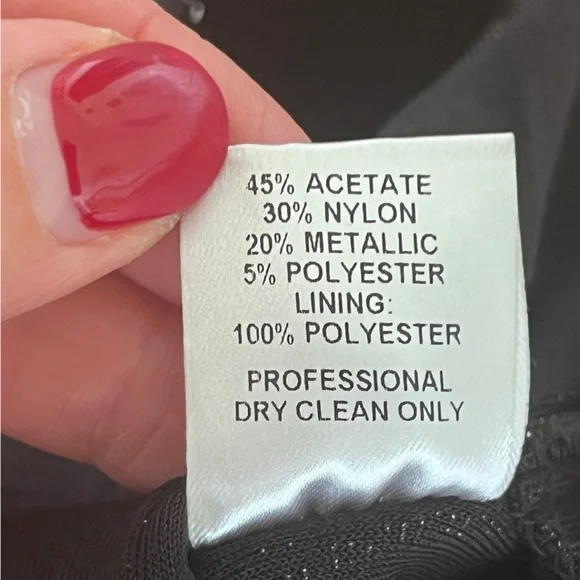 45% ACETATE
30% NYLON
20% METALLIC
5% POLYESTER
LINING:
100% POLYESTER
PROFESSIONAL
DRY CLEAN ONLY